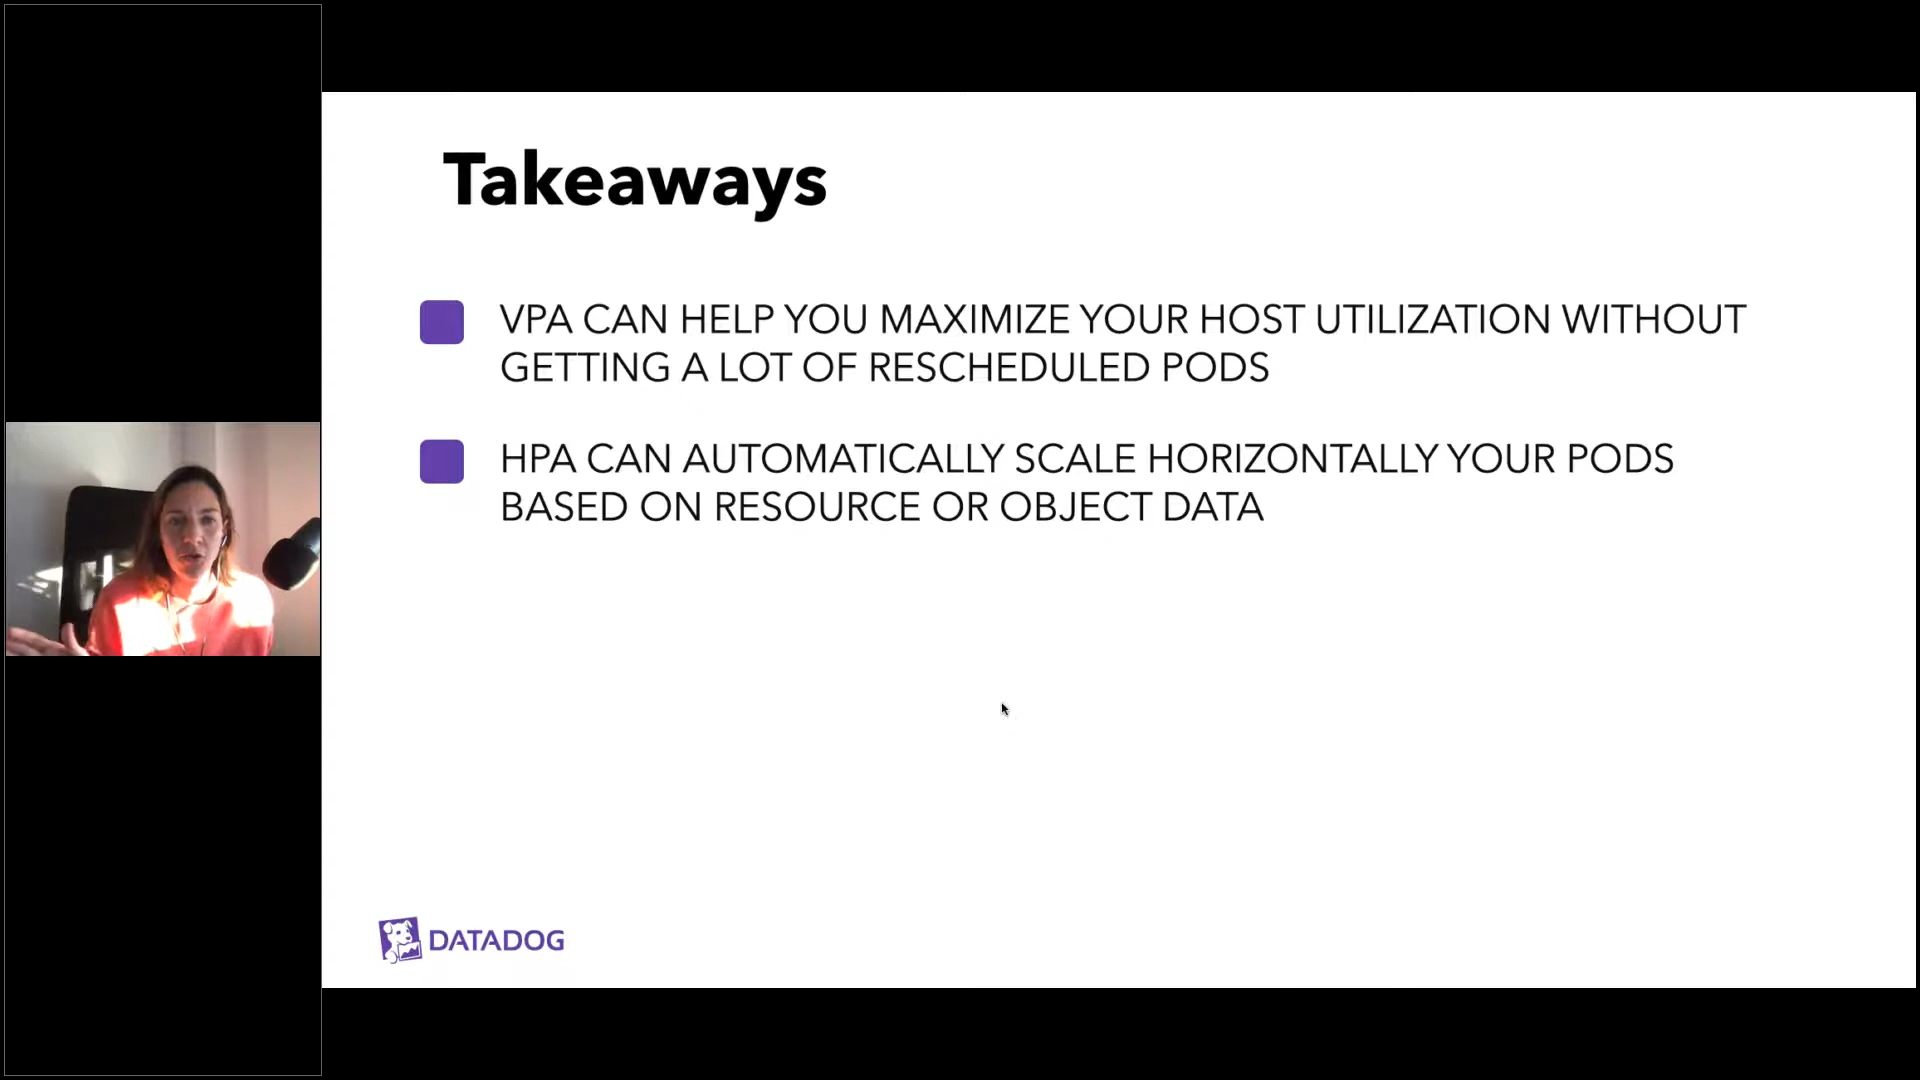 Takeaways
VPA CAN HELP YOU MAXIMIZE YOUR HOST UTILIZATION WITHOUT
GETTING A LOT OF RESCHEDULED PODS
HPA CAN AUTOMATICALLY SCALE HORIZONTALLY YOUR PODS
BASED ON RESOURCE OR OBJECT DATA
DATADOG